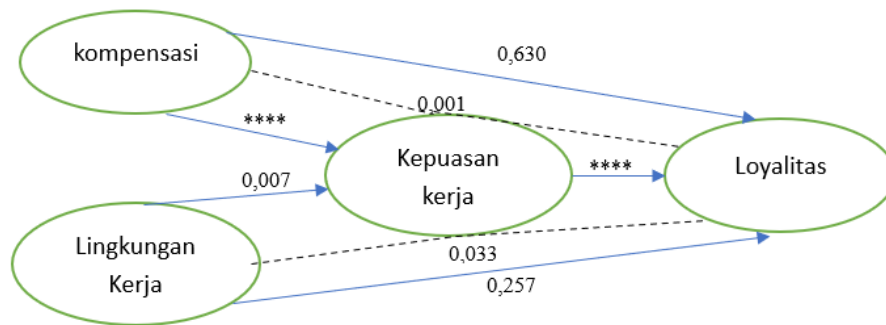 kompensasi
0,630
0,001
****
Kepuasan
kerja
****
Loyalitas
0,007
Lingkungan
Kerja
0,033
0,257